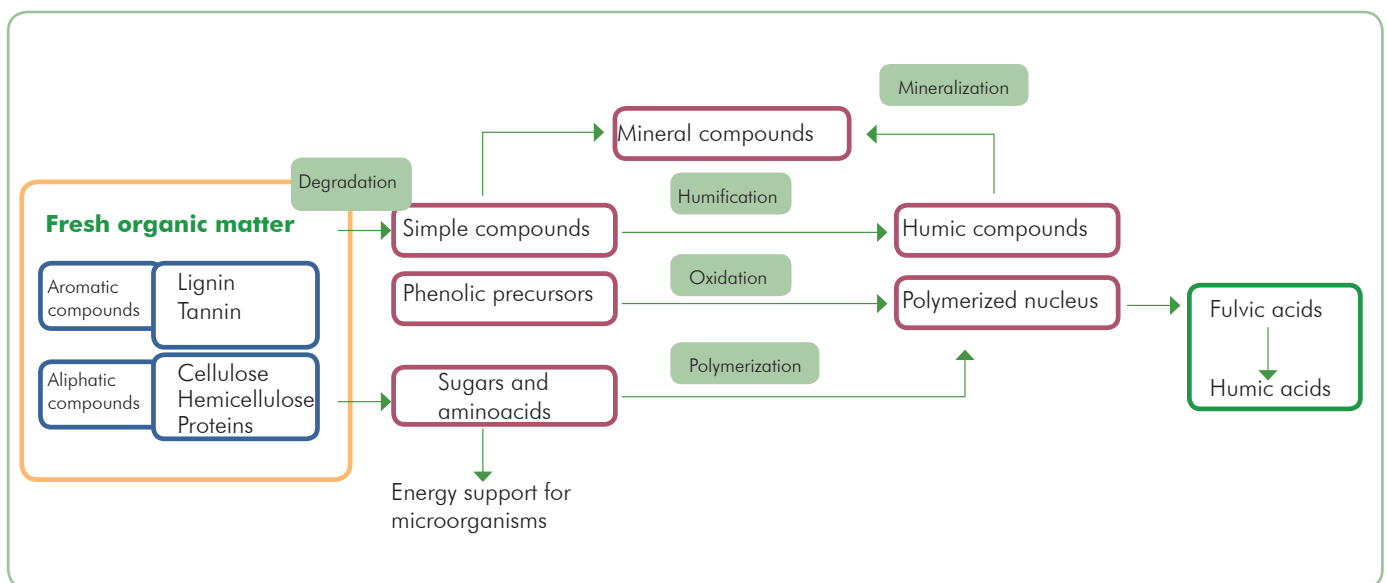 Mineralization
Mineral compounds
Degradation
Humification
Fresh organic matter
Simple compounds
Humic compounds
Oxidation
Aromatic
compounds
Lignin
Tannin
Phenolic precursors
Polymerized nucleus
Fulvic acids
Polymerization
Aliphatic
compounds
Cellulose
Hemicellulose
Proteins
Sugars and
aminoacids
Humic acids
Energy support for
microorganisms